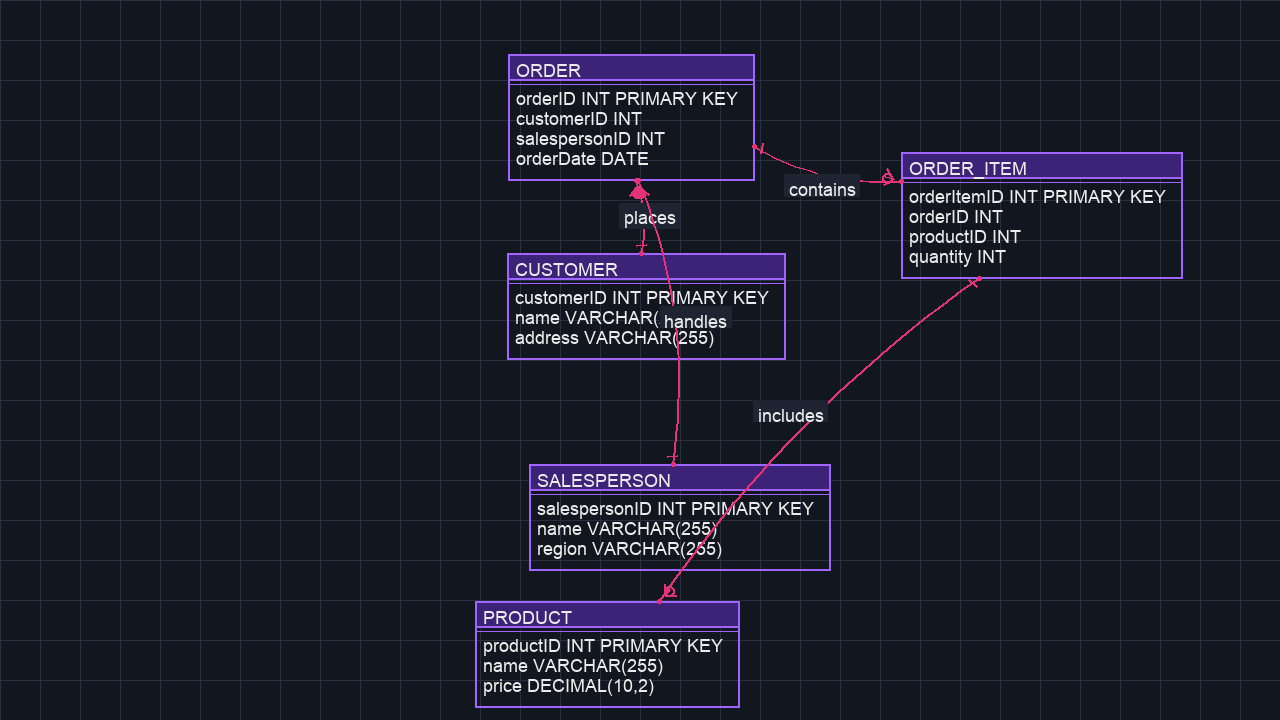 ORDER
orderID INT PRIMARY KEY
customerID INT
salespersonID INT
orderDate DATE
contains
ORDER_ITEM
orderItemID INT PRIMARY KEY
orderID INT
productID INT
quantity INT
places
CUSTOMER
customerID INT PRIMARY KEY
name VARCHAR(
address VARCHAR(255)
handles
includes
SALESPERSON
salespersonID INT PRIMARY KEY
name VARCHAR(255)
region VARCHAR(255)
PRODUCT
productID INT PRIMARY KEY
name VARCHAR(255)
price DECIMAL(10,2)